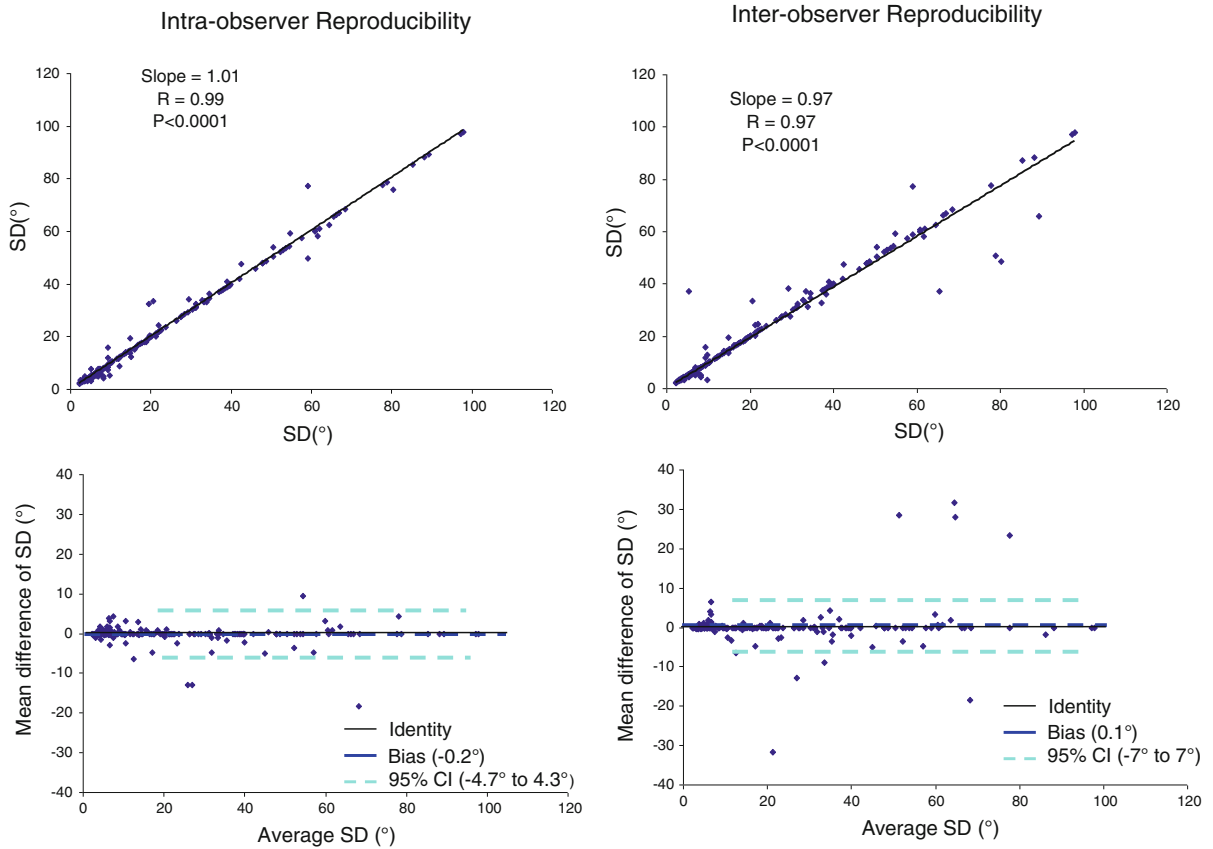 Intra-observer Reproducibility
Slope = 1.01
R = 0.99
P<0.0001
120
100
80
60
40
20
0
SD(°)
0 20 40 60 80 100 120
SD(°)
Inter-observer Reproducibility
Slope = 0.97
R = 0.97
P<0.0001
120
100
80
60
40
20
0
SD(°)
0 20 40 60 80 100 120
SD(°)
40
30
20
10
0
-10
-20
-30
-40
Mean difference of SD (°)
Identity
Bias (-0.2°)
95% CI (-4.7° to 4.3°)
0 20 40 60 80 100 120
Average SD (°)
40
30
20
10
0
-10
-20
-30
-40
Mean difference of SD (°)
Identity
Bias (0.1°)
95% CI (-7° to 7°)
0 20 40 60 80 100 120
Average SD (°)